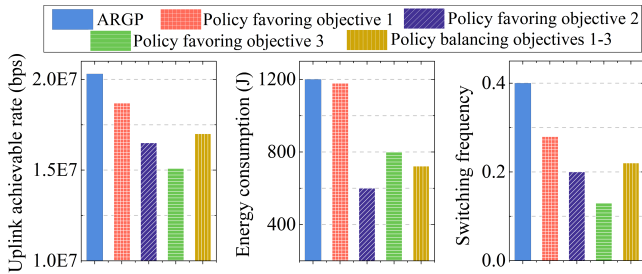 ARGP Policy favoring objective 1 Policy favoring objective 2
Policy favoring objective 3 Policy balancing objectives 1-3
Uplink achievable rate (bps)
2.0E7
1.5E7
1.0E7
Energy consumption (J)
1200
800
400
Switching frequency
0.4
0.2
0.0